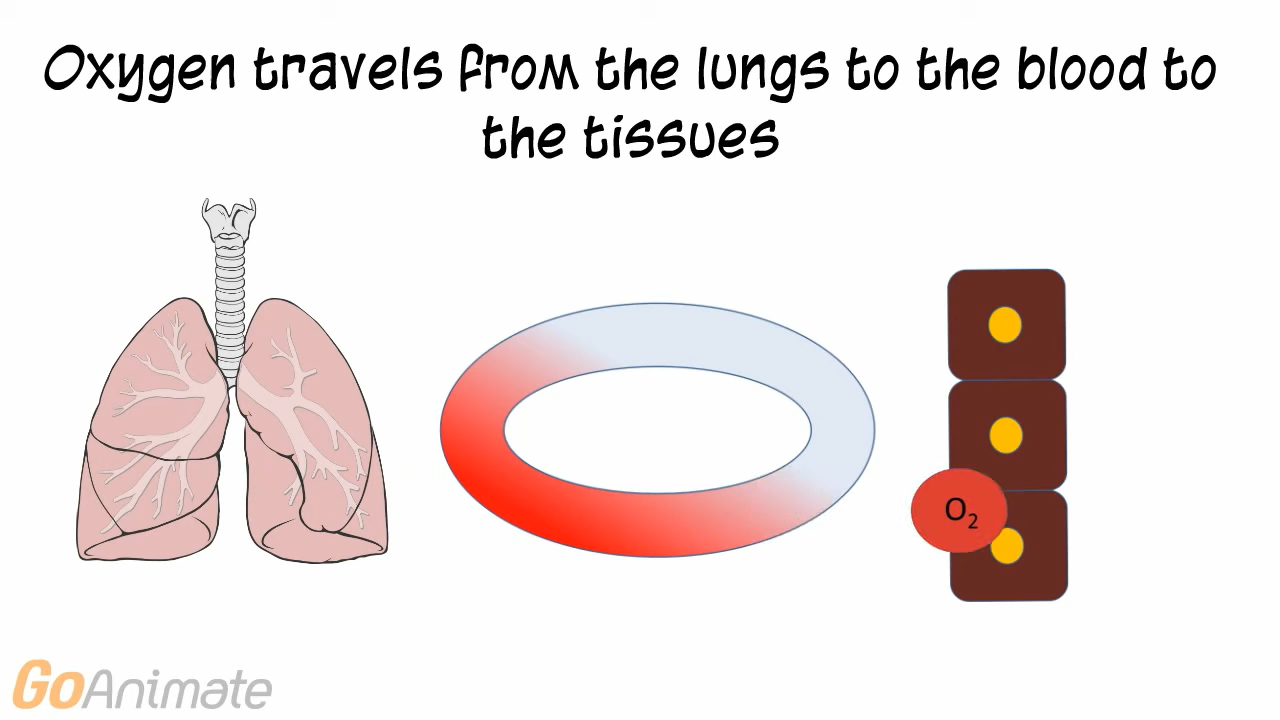 Oxygen travels from the lungs to the blood to
the tissues
O₂
GoAnimate